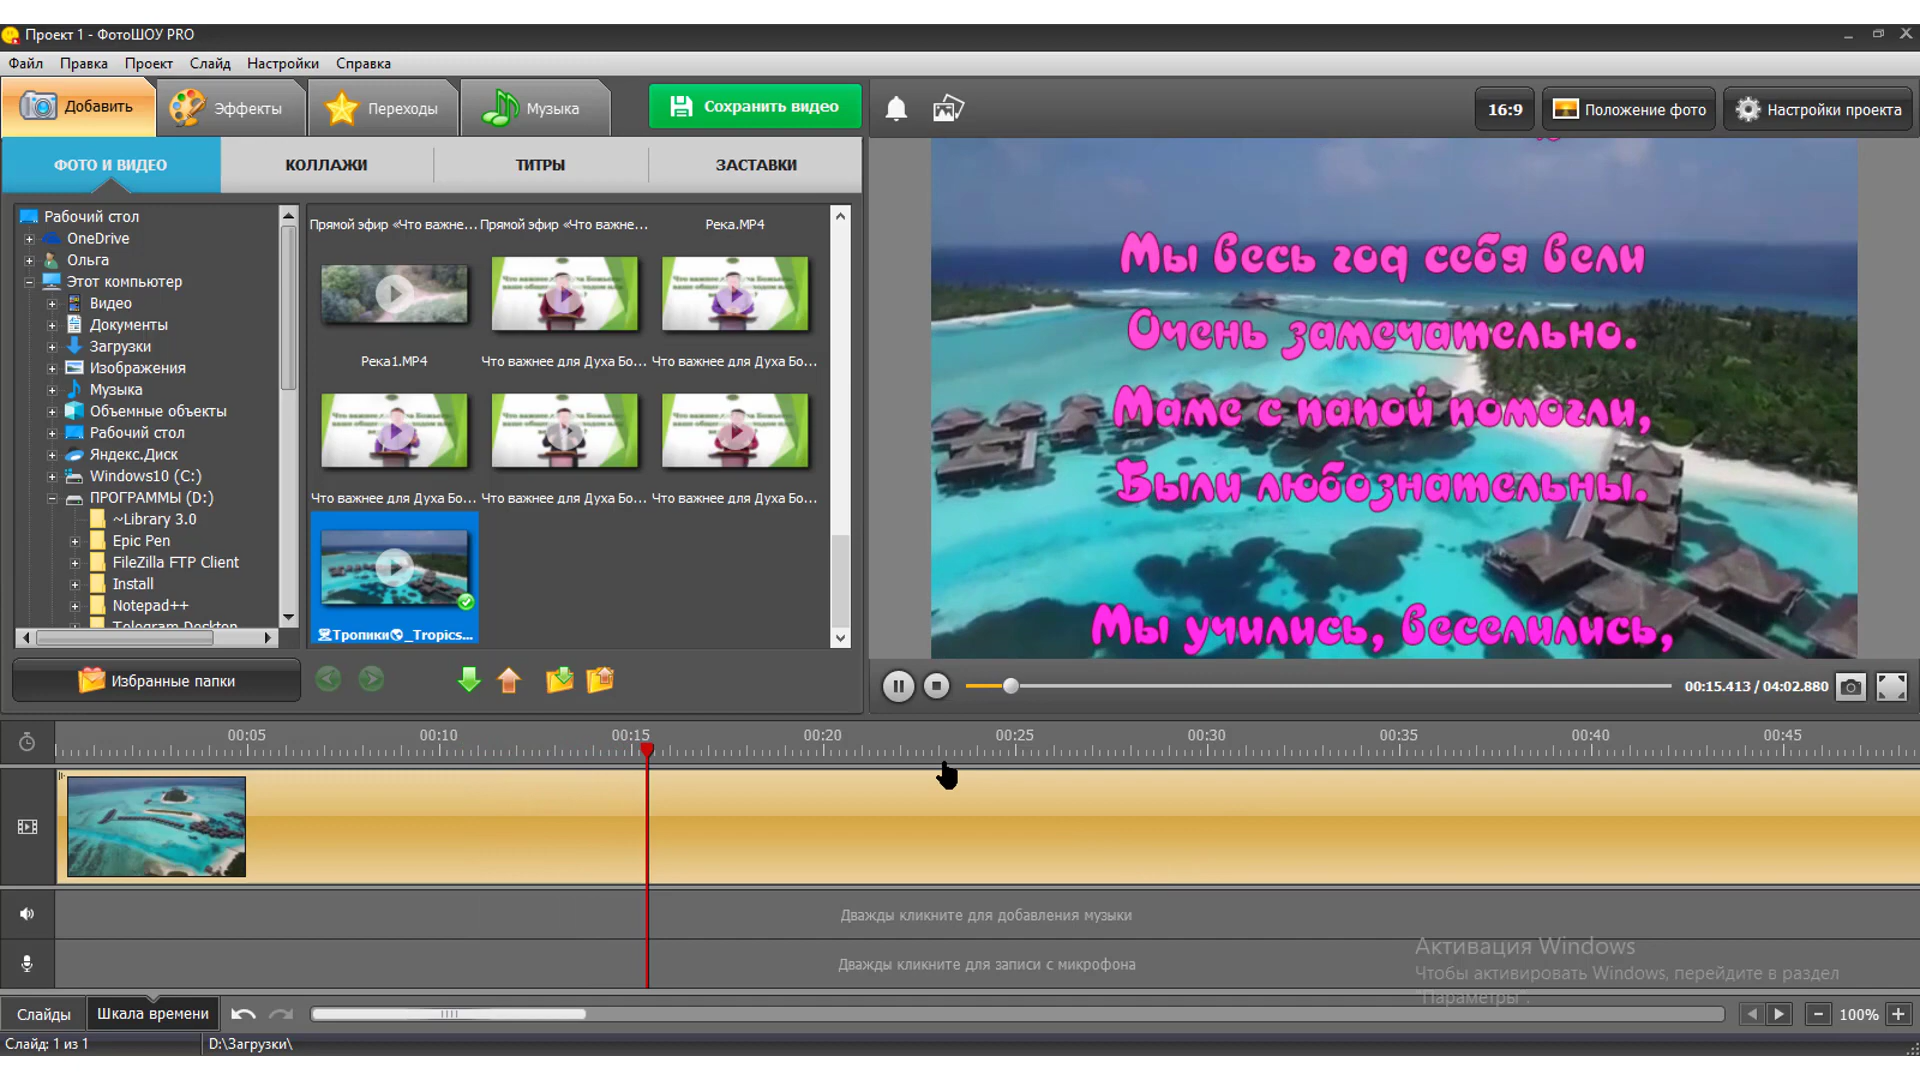 Проект 1 - ФотоШОУ PRO
Файл Правка Проект Слайд Настройки Справка
Добавить Эффекты Переходы Музыка Сохранить видео 16:9 Положение фото Настройки проекта
ФОТО И ВИДЕО КОЛЛАЖИ ТИТРЫ ЗАСТАВКИ
Рабочий стол
OneDrive
Ольга
Этот компьютер
Видео
Документы
Загрузки
Изображения
Музыка
Объемные объекты
Рабочий стол
Яндекс.Диск
Windows10 (C:)
ПРОГРАММЫ (D:)
~Library 3.0
Epic Pen
FileZilla FTP Client
Install
Notepad++
Telegram Desktop
Прямой эфир «Что важне... Прямой эфир «Что важне... Река.MP4
Река1.MP4 Что важнее для Духа Бо... Что важнее для Духа Бо...
Что важнее для Духа Бо... Что важнее для Духа Бо... Что важнее для Духа Бо...
Тропики_Tropics...
Мы весь год себя вели
Очень замечательно.
Маме с папой помогли,
Были любознательны.
Мы учились, веселились,
Избранные папки
00:15.413 / 04:02.880
00:05 00:10 00:15 00:20 00:25 00:30 00:35 00:40 00:45
Дважды кликните для добавления музыки
Дважды кликните для записи с микрофона
Активация Windows
Чтобы активировать Windows, перейдите в раздел
"Параметры".
Слайды Шкала времени 100%
Слайд: 1 из 1 D:\Загрузки\